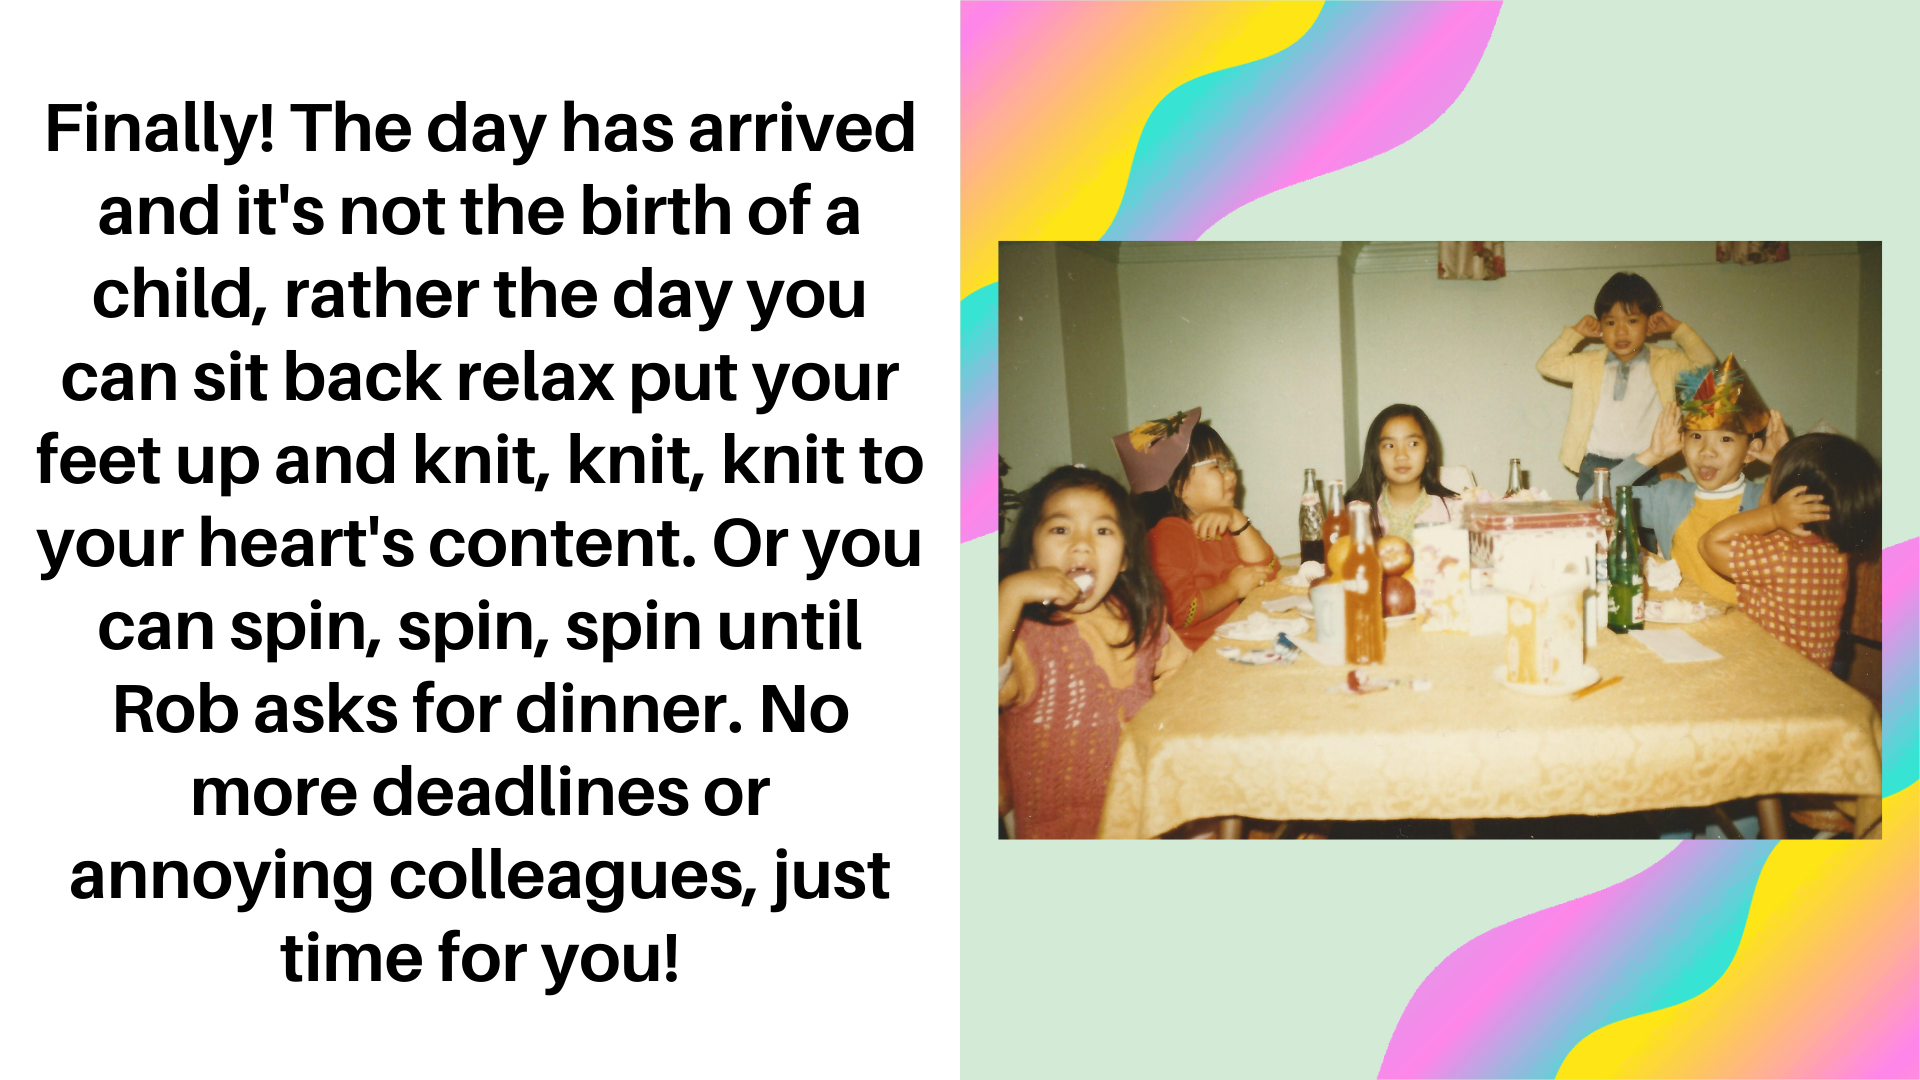 Finally! The day has arrived
and it's not the birth of a
child, rather the day you
can sit back relax put your
feet up and knit, knit, knit to
your heart's content. Or you
can spin, spin, spin until
Rob asks for dinner. No
more deadlines or
annoying colleagues, just
time for you!